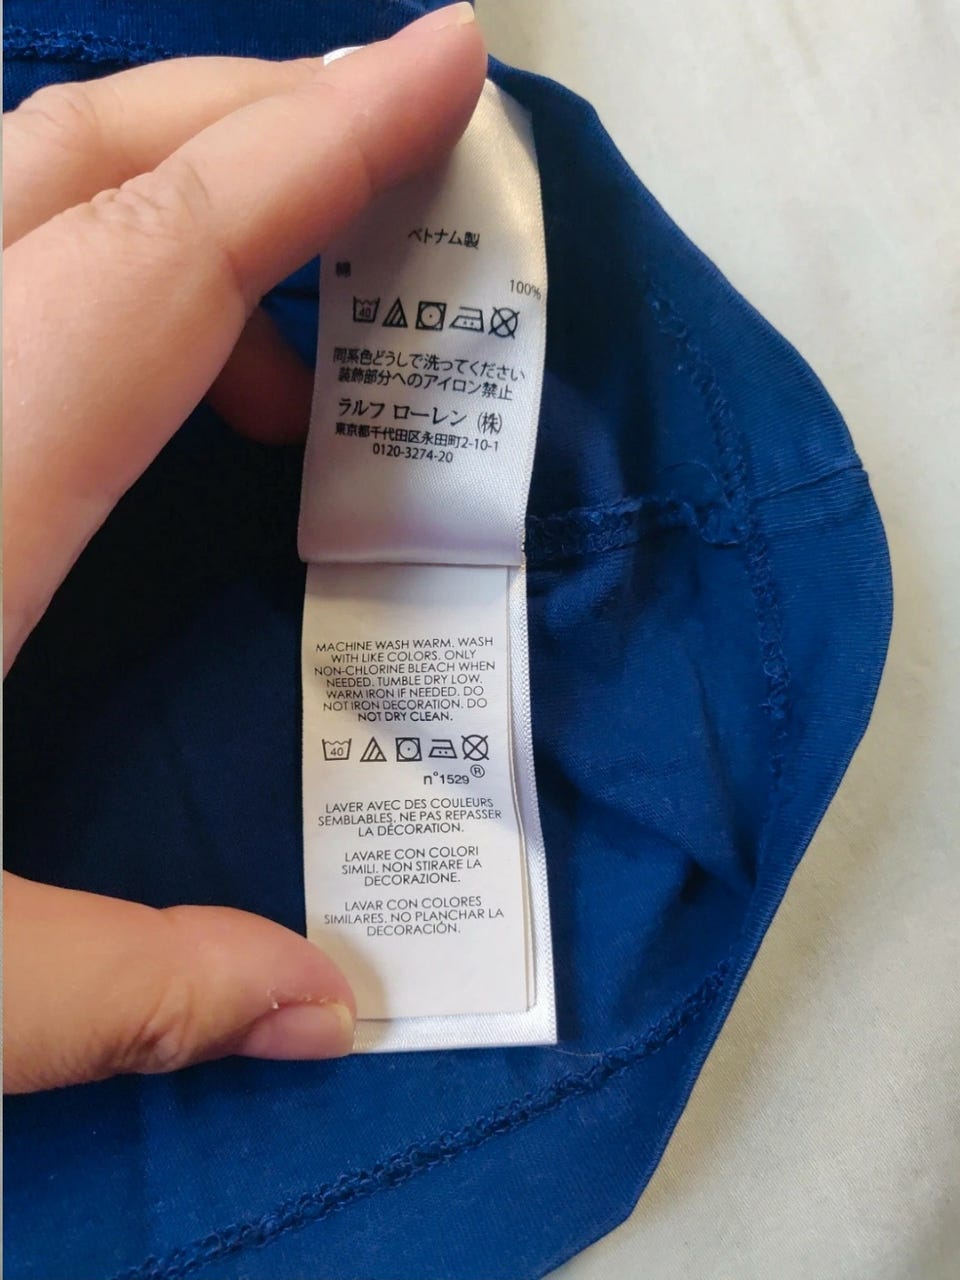 ベトナム製
綿
100%
40
同系色どうしで洗ってください
装飾部分へのアイロン禁止
ラルフ ローレン (株)
東京都千代田区永田町2-10-1
0120-3274-20
MACHINE WASH WARM. WASH
WITH LIKE COLORS. ONLY
NON-CHLORINE BLEACH WHEN
NEEDED. TUMBLE DRY LOW.
WARM IRON IF NEEDED. DO
NOT IRON DECORATION. DO
NOT DRY CLEAN.
40
n°1529®
LAVER AVEC DES COULEURS
SEMBLABLES. NE PAS REPASSER
LA DÉCORATION.
LAVARE CON COLORI
SIMILI. NON STIRARE LA
DECORAZIONE.
LAVAR CON COLORES
SIMILARES. NO PLANCHAR LA
DECORACIÓN.